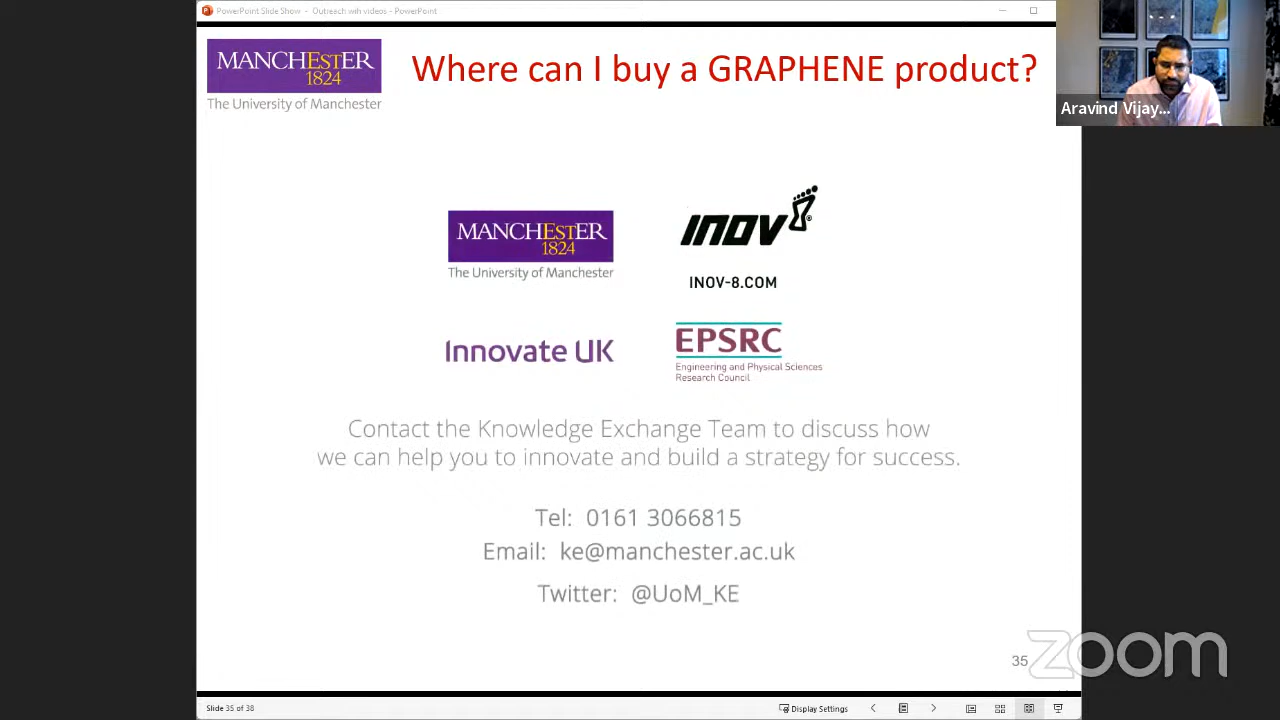 PowerPoint Slide Show - Outreach with videos - PowerPoint
MANCHESTER
1824
The University of Manchester
Where can I buy a GRAPHENE product?
Aravind Vijay...
MANCHESTER
1824
The University of Manchester
INOV
INOV-8.COM
Innovate UK
EPSRC
Engineering and Physical Sciences
Research Council
Contact the Knowledge Exchange Team to discuss how
we can help you to innovate and build a strategy for success.
Tel: 0161 3066815
Email: ke@manchester.ac.uk
Twitter: @UoM_KE
35
zoom
Slide 35 of 38
Display Settings